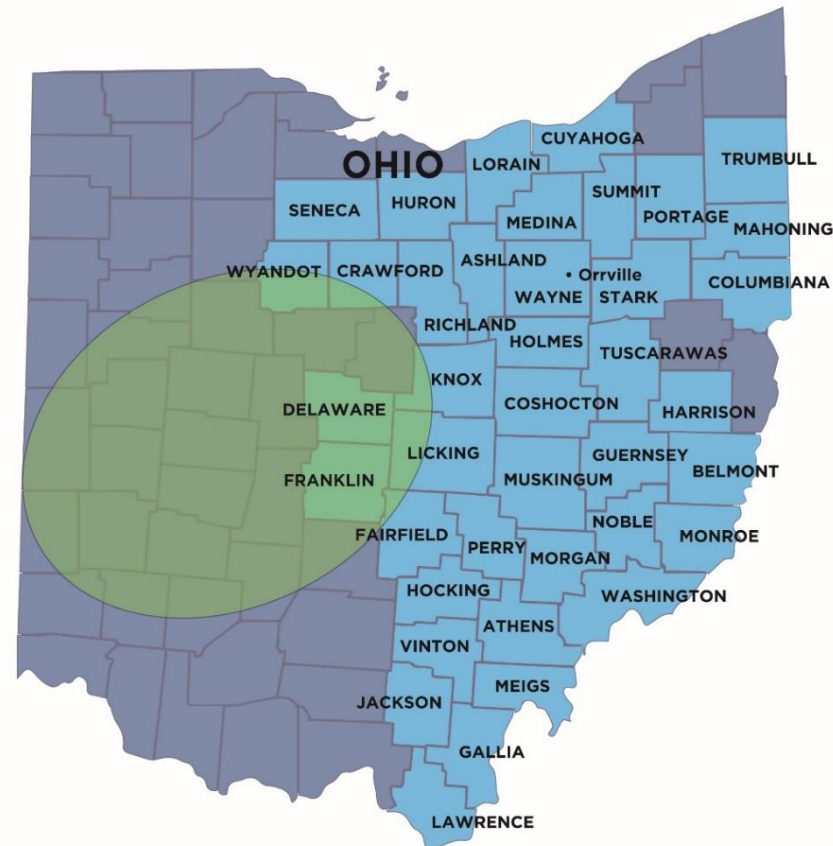 CUYAHOGA
OHIO
LORAIN
TRUMBULL
SUMMIT
HURON
SENECA
MEDINA
PORTAGE
MAHONING
ASHLAND
WYANDOT
CRAWFORD
• Orrville
COLUMBIANA
WAYNE
STARK
RICHLAND
HOLMES
TUSCARAWAS
KNOX
COSHOCTON
DELAWARE
HARRISON
LICKING
GUERNSEY
BELMONT
FRANKLIN
MUSKINGUM
NOBLE
FAIRFIELD
MONROE
PERRY
MORGAN
HOCKING
WASHINGTON
ATHENS
VINTON
MEIGS
JACKSON
GALLIA
LAWRENCE